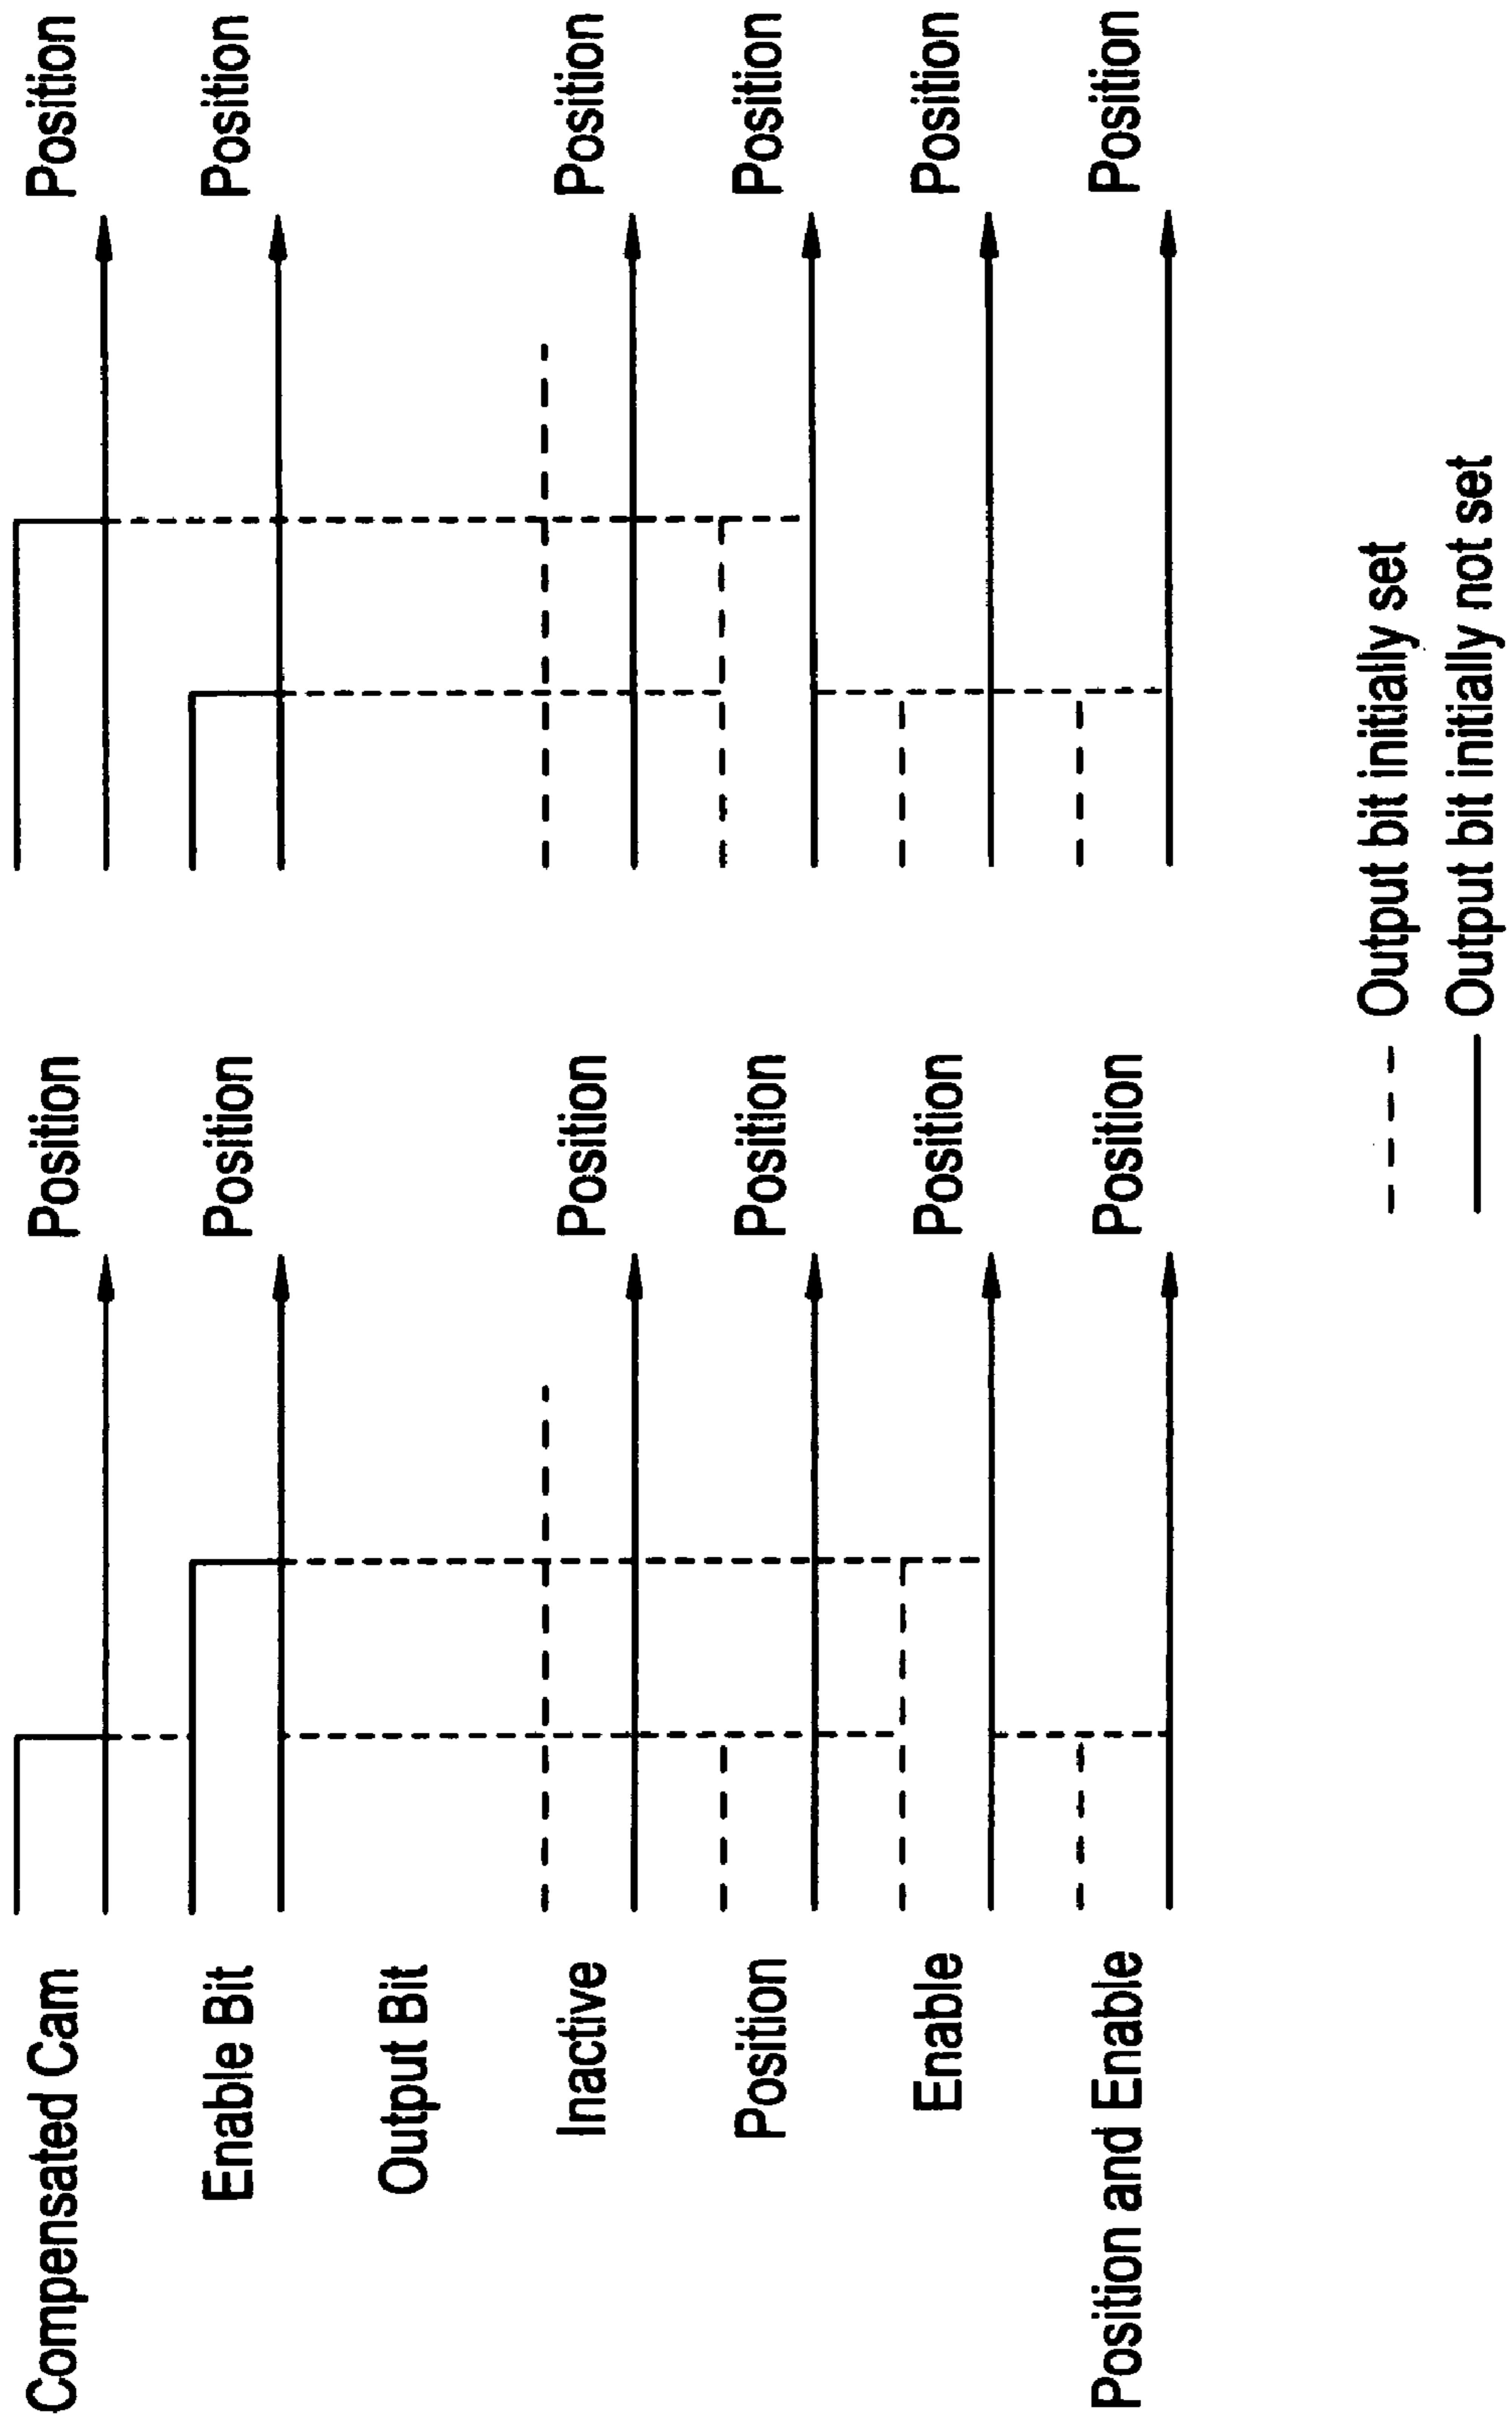 Compensated Cam
Position
Position
Enable Bit
Position
Position
Output Bit
Inactive
Position
Position
Position
Position
Position
Enable
Position
Position
Position and Enable
Position
Position
Output bit initially set
Output bit initially not set